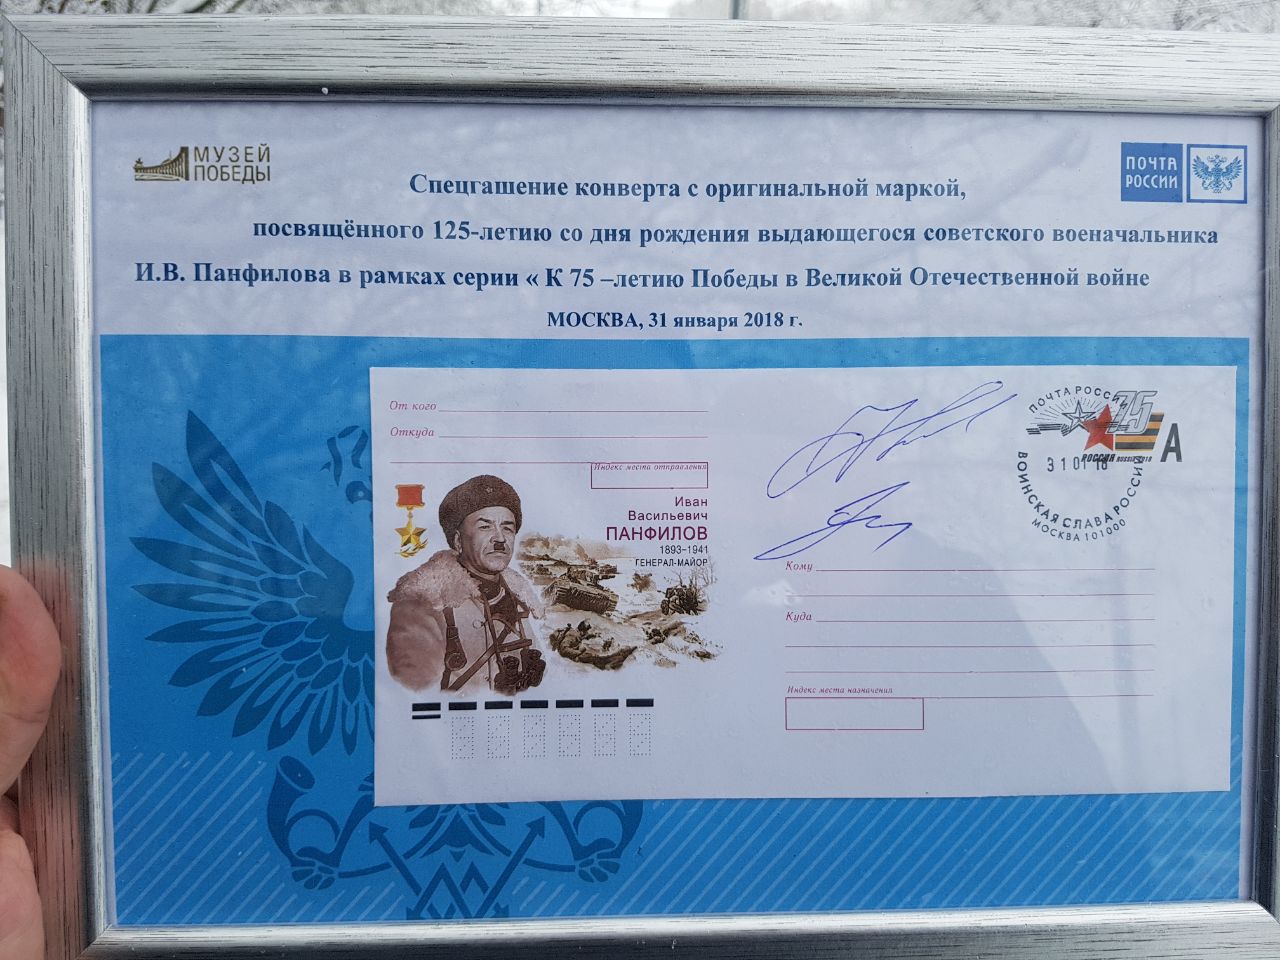 МУЗЕЙ
ПОБЕДЫ
ПОЧТА
РОССИИ
Спецгашение конверта с оригинальной маркой,
посвящённого 125-летию со дня рождения выдающегося советского военачальника
И.В. Панфилова в рамках серии « К 75 –летию Победы в Великой Отечественной войне
МОСКВА, 31 января 2018 г.
От кого
Откуда
Индекс места отправления
Иван
Васильевич
ПАНФИЛОВ
1893–1941
ГЕНЕРАЛ-МАЙОР
ПОЧТА РОССИИ
75
А
РОССИЯ RUSSIA 2018
31 01 18
ВОИНСКАЯ СЛАВА РОССИИ
МОСКВА 101000
Кому
Куда
Индекс места назначения